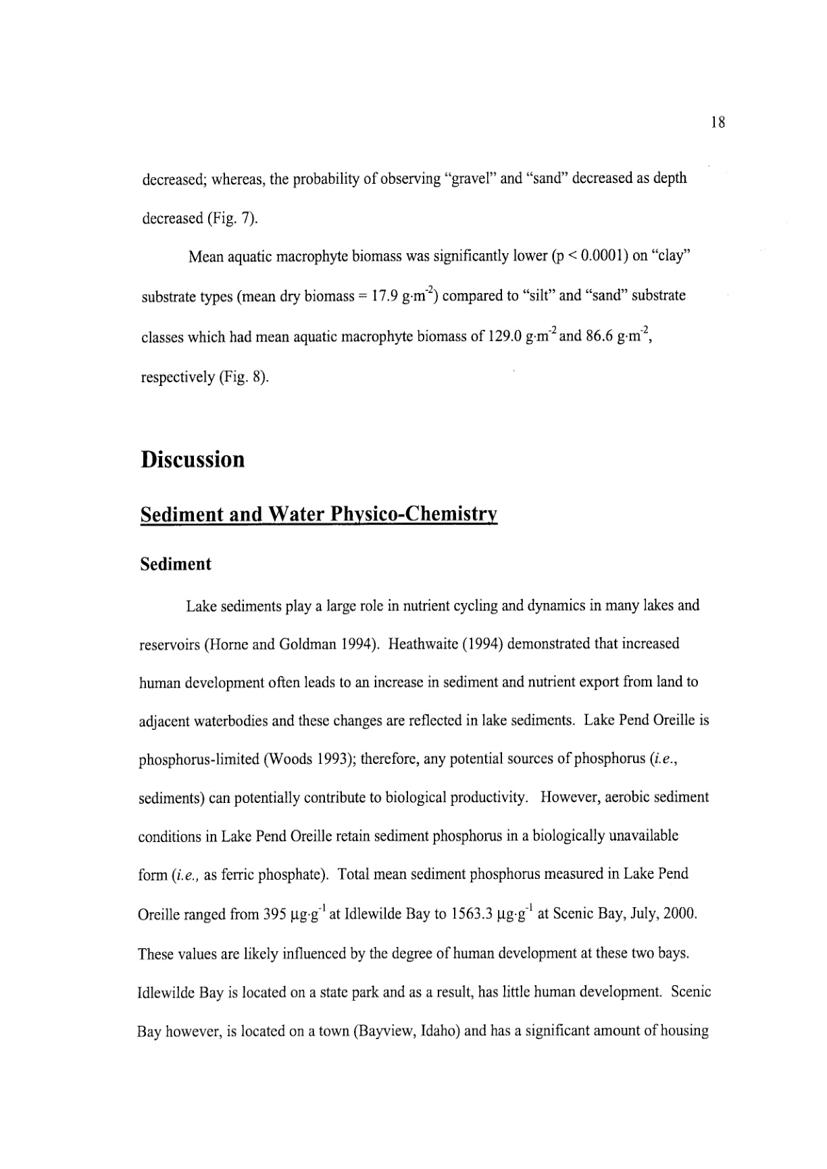 18
decreased; whereas, the probability of observing “gravel” and “sand” decreased as depth
decreased (Fig. 7).
Mean aquatic macrophyte biomass was significantly lower (p < 0.0001) on “clay”
substrate types (mean dry biomass = 17.9 g·m⁻²) compared to “silt” and “sand” substrate
classes which had mean aquatic macrophyte biomass of 129.0 g·m⁻² and 86.6 g·m⁻²,
respectively (Fig. 8).
Discussion
Sediment and Water Physico-Chemistry
Sediment
Lake sediments play a large role in nutrient cycling and dynamics in many lakes and
reservoirs (Horne and Goldman 1994). Heathwaite (1994) demonstrated that increased
human development often leads to an increase in sediment and nutrient export from land to
adjacent waterbodies and these changes are reflected in lake sediments. Lake Pend Oreille is
phosphorus-limited (Woods 1993); therefore, any potential sources of phosphorus (i.e.,
sediments) can potentially contribute to biological productivity. However, aerobic sediment
conditions in Lake Pend Oreille retain sediment phosphorus in a biologically unavailable
form (i.e., as ferric phosphate). Total mean sediment phosphorus measured in Lake Pend
Oreille ranged from 395 µg·g⁻¹ at Idlewilde Bay to 1563.3 µg·g⁻¹ at Scenic Bay, July, 2000.
These values are likely influenced by the degree of human development at these two bays.
Idlewilde Bay is located on a state park and as a result, has little human development. Scenic
Bay however, is located on a town (Bayview, Idaho) and has a significant amount of housing